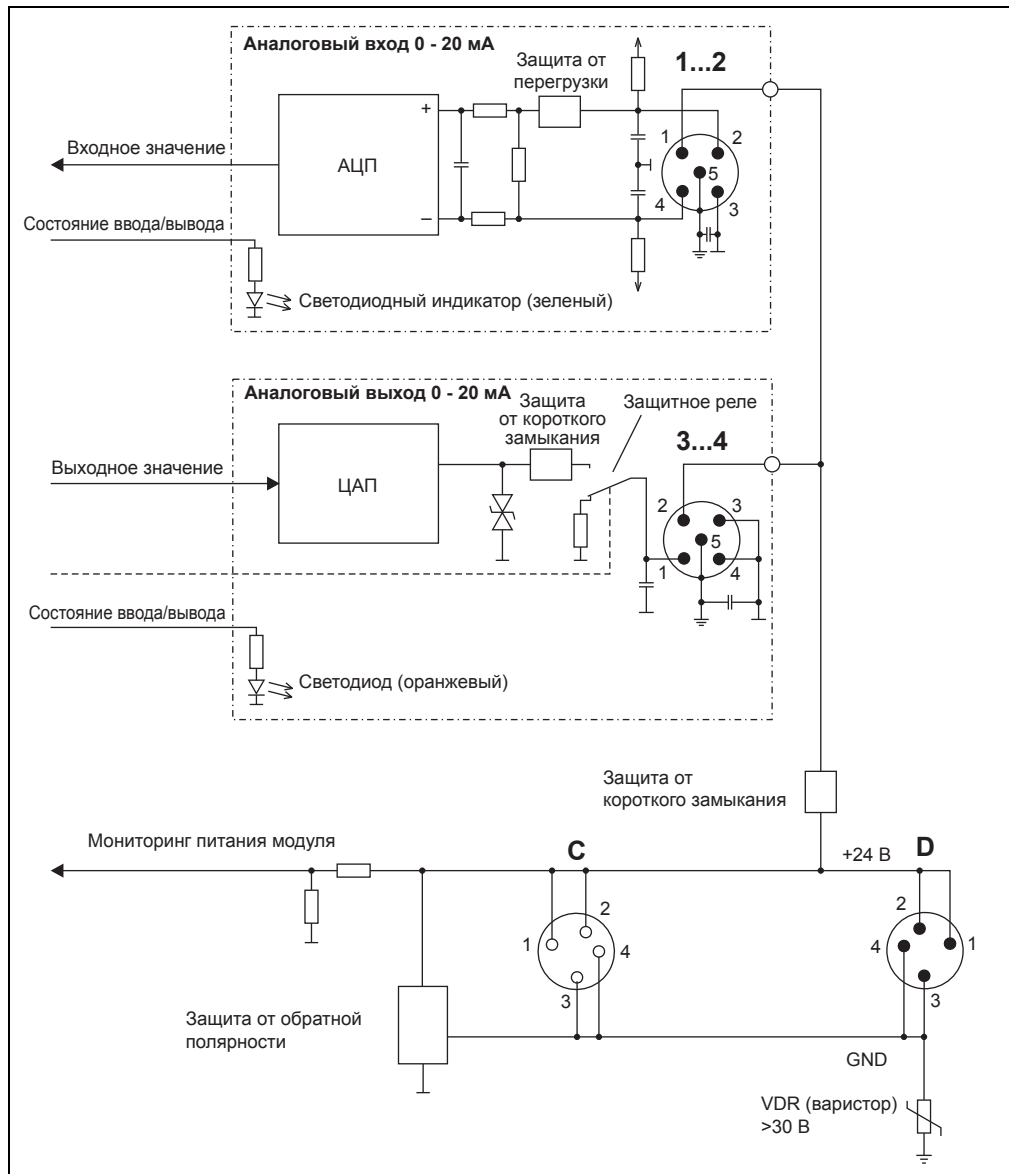 Аналоговый вход 0 - 20 мА
Защита от
перегрузки
1...2
+
1
2
Входное значение
АЦП
5
4
3
–
Состояние ввода/вывода
Светодиодный индикатор (зеленый)
Аналоговый выход 0 - 20 мА
Защита
от короткого
замыкания
Защитное реле
3...4
Выходное значение
ЦАП
2
3
5
1
4
Состояние ввода/вывода
Светодиод (оранжевый)
Защита от
короткого замыкания
Мониторинг питания модуля
C
+24 В
D
2
2
1
4
4
1
3
3
Защита от обратной
полярности
GND
VDR (варистор)
>30 В